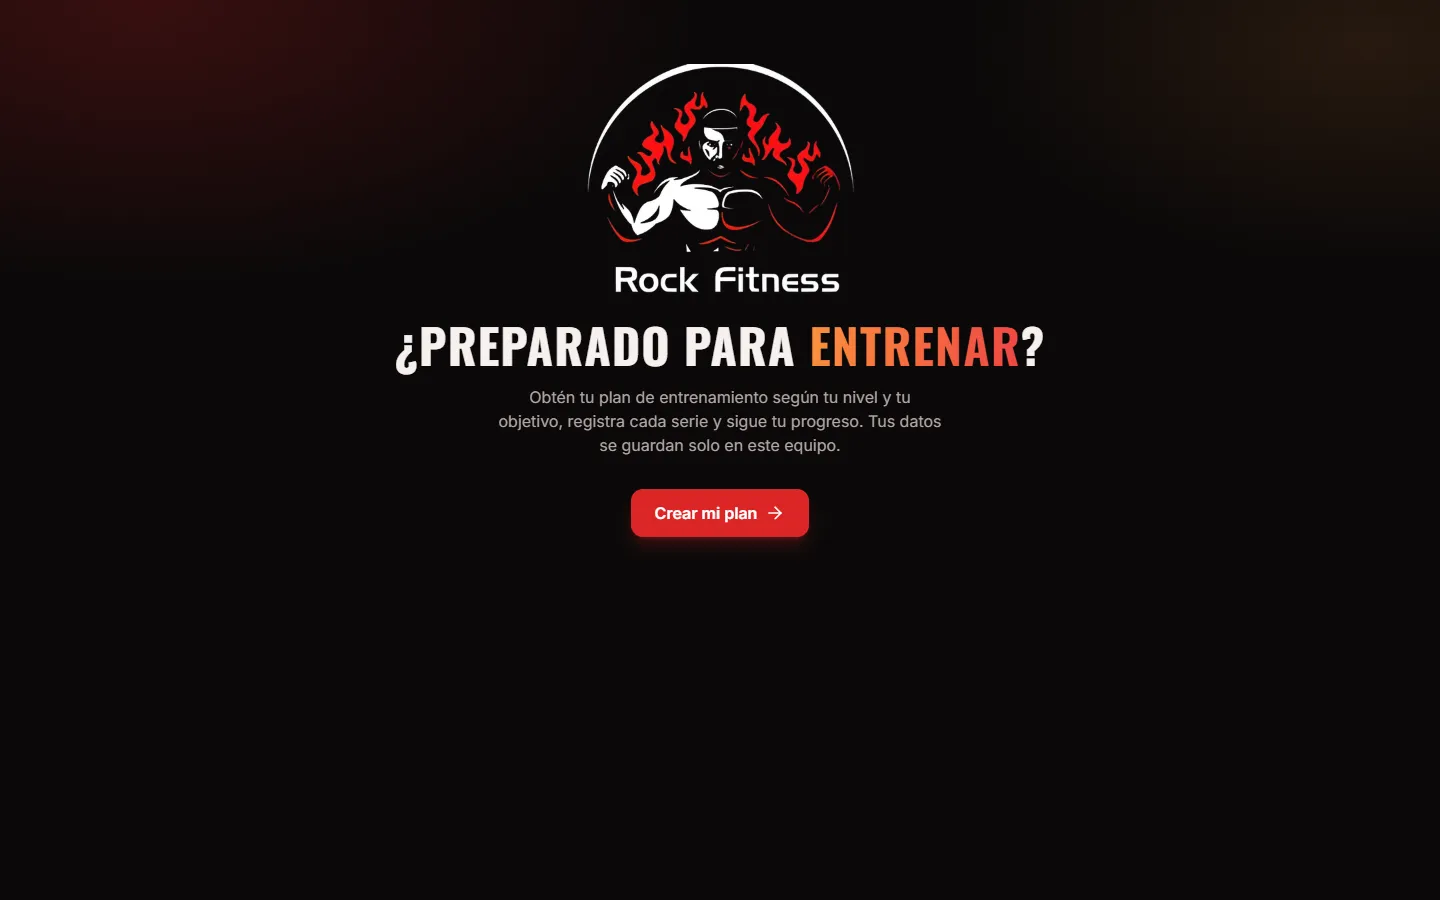 Rock Fitness
¿PREPARADO PARA ENTRENAR?
Obtén tu plan de entrenamiento según tu nivel y tu
objetivo, registra cada serie y sigue tu progreso. Tus datos
se guardan solo en este equipo.
Crear mi plan →